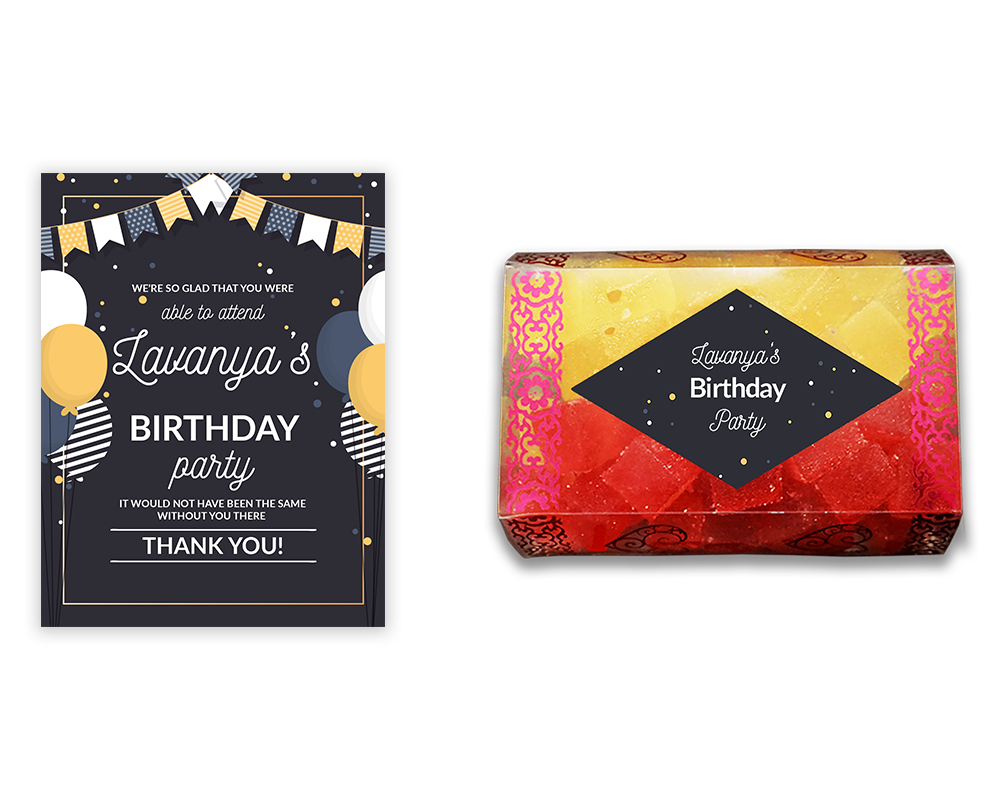 WE'RE SO GLAD THAT YOU WERE
able to attend
Lavanya's
BIRTHDAY
party
IT WOULD NOT HAVE BEEN THE SAME
WITHOUT YOU THERE
THANK YOU!
Lavanya's
Birthday
Party